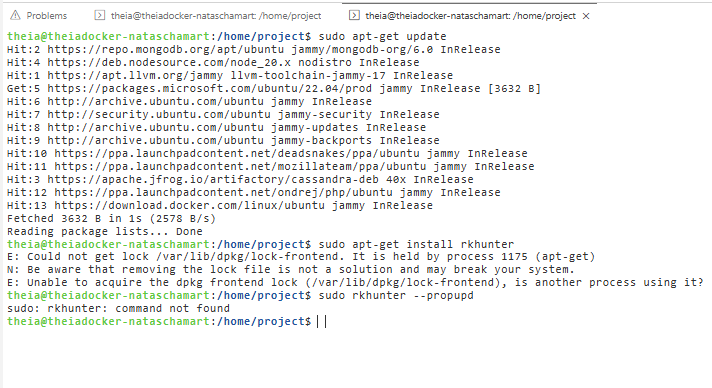 Problems
theia@theiadocker-nataschamart: /home/project
theia@theiadocker-nataschamart: /home/project
theia@theiadocker-nataschamart:/home/project$ sudo apt-get update
Hit:2 https://repo.mongodb.org/apt/ubuntu jammy/mongodb-org/6.0 InRelease
Hit:4 https://deb.nodesource.com/node_20.x nodistro InRelease
Hit:1 https://apt.llvm.org/jammy llvm-toolchain-jammy-17 InRelease
Get:5 https://packages.microsoft.com/ubuntu/22.04/prod jammy InRelease [3632 B]
Hit:6 http://archive.ubuntu.com/ubuntu jammy InRelease
Hit:7 http://security.ubuntu.com/ubuntu jammy-security InRelease
Hit:8 http://archive.ubuntu.com/ubuntu jammy-updates InRelease
Hit:9 http://archive.ubuntu.com/ubuntu jammy-backports InRelease
Hit:10 https://ppa.launchpadcontent.net/deadsnakes/ppa/ubuntu jammy InRelease
Hit:11 https://ppa.launchpadcontent.net/mozillateam/ppa/ubuntu jammy InRelease
Hit:3 https://apache.jfrog.io/artifactory/cassandra-deb 40x InRelease
Hit:12 https://ppa.launchpadcontent.net/ondrej/php/ubuntu jammy InRelease
Hit:13 https://download.docker.com/linux/ubuntu jammy InRelease
Fetched 3632 B in 1s (2578 B/s)
Reading package lists... Done
theia@theiadocker-nataschamart:/home/project$ sudo apt-get install rkhunter
E: Could not get lock /var/lib/dpkg/lock-frontend. It is held by process 1175 (apt-get)
N: Be aware that removing the lock file is not a solution and may break your system.
E: Unable to acquire the dpkg frontend lock (/var/lib/dpkg/lock-frontend), is another process using it?
theia@theiadocker-nataschamart:/home/project$ sudo rkhunter --propupd
sudo: rkhunter: command not found
theia@theiadocker-nataschamart:/home/project$